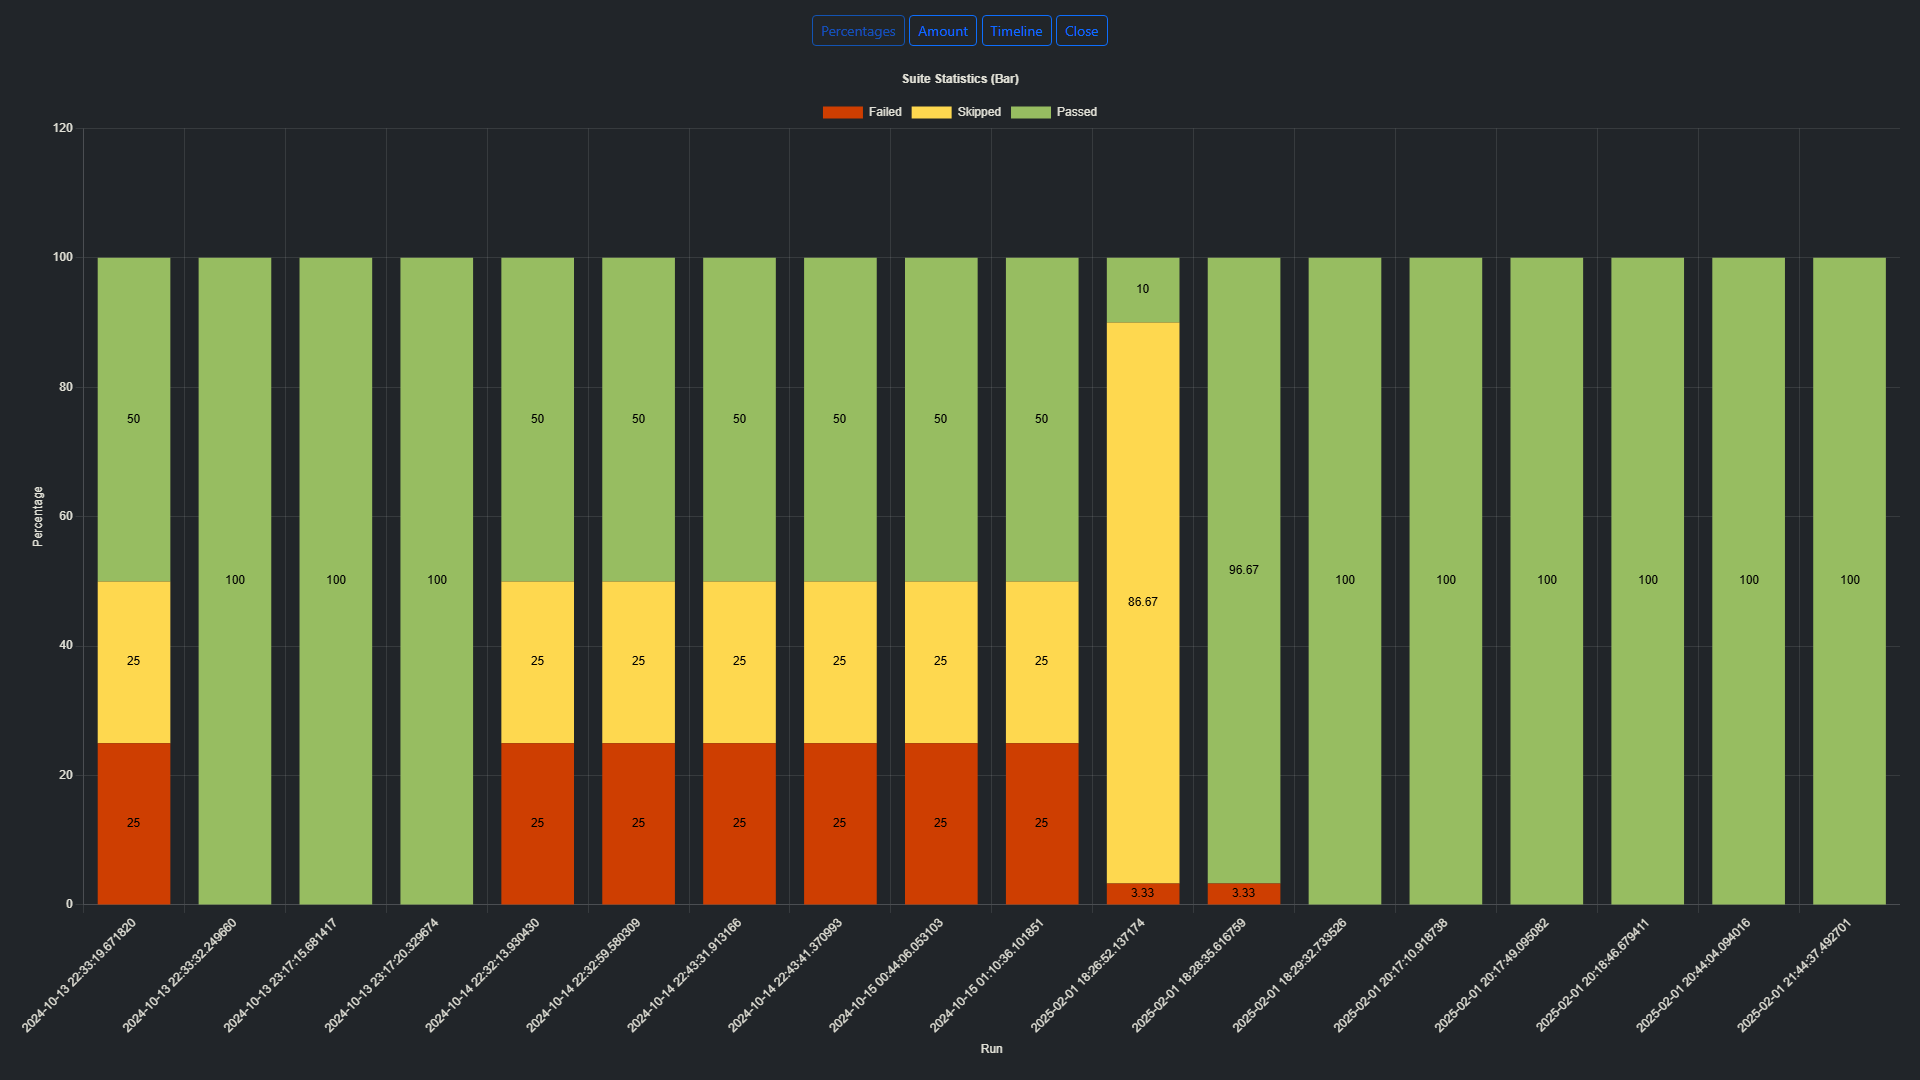 Percentages Amount Timeline Close
Suite Statistics (Bar)
Failed Skipped Passed
120
100
80
60
40
20
0
Percentage
50 50 50 50 50 50 50 10
100 100 100 96.67 100 100 100 100 100 100
86.67
25 25 25 25 25 25 25
25 25 25 25 25 25 25 3.33 3.33
2024-10-13 22:33:19.671820
2024-10-13 22:33:32.249660
2024-10-13 23:17:15.681417
2024-10-13 23:17:20.329674
2024-10-14 22:32:13.930430
2024-10-14 22:32:59.580309
2024-10-14 22:43:31.913166
2024-10-14 22:43:41.370993
2024-10-15 00:44:06.053103
2024-10-15 01:10:36.101851
2025-02-01 18:26:52.137174
2025-02-01 18:28:35.616759
2025-02-01 18:29:32.733526
2025-02-01 20:17:10.918738
2025-02-01 20:17:49.095082
2025-02-01 20:18:46.679411
2025-02-01 20:44:04.094016
2025-02-01 21:44:37.492701
Run